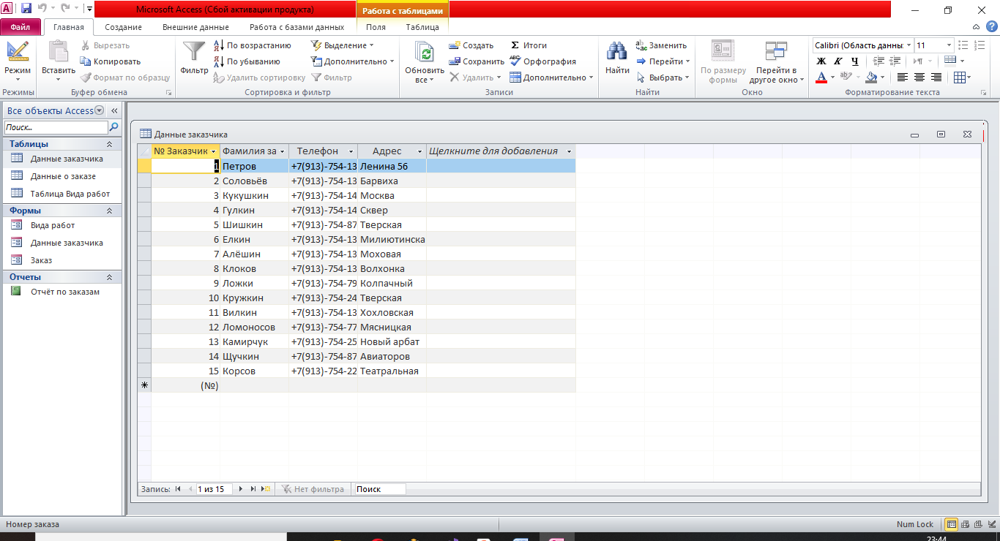 Microsoft Access (Сбой активации продукта)
Работа с таблицами
Файл Главная Создание Внешние данные Работа с базами данных Поля Таблица
Вырезать По возрастанию Выделение Создать Итоги Заменить Calibri (Область данны 11
Режим Вставить Копировать Фильтр По убыванию Дополнительно Обновить все Сохранить Орфография Найти Перейти По размеру формы Перейти в другое окно Ж К Ч
Формат по образцу Удалить сортировку Фильтр Удалить Дополнительно Выбрать
Режимы Буфер обмена Сортировка и фильтр Записи Найти Окно Форматирование текста
Все объекты Access
Поиск...
Таблицы
Данные заказчика
Данные о заказе
Таблица Вида работ
Формы
Вида работ
Данные заказчика
Заказ
Отчеты
Отчёт по заказам
Данные заказчика
№ Заказчик Фамилия за Телефон Адрес Щелкните для добавления
1 Петров +7(913)-754-13 Ленина 56
2 Соловьёв +7(913)-754-13 Барвиха
3 Кукушкин +7(913)-754-14 Москва
4 Гулкин +7(913)-754-14 Сквер
5 Шишкин +7(913)-754-87 Тверская
6 Елкин +7(913)-754-13 Милиютинска
7 Алёшин +7(913)-754-13 Моховая
8 Клоков +7(913)-754-13 Волхонка
9 Ложки +7(913)-754-79 Колпачный
10 Кружкин +7(913)-754-24 Тверская
11 Вилкин +7(913)-754-13 Хохловская
12 Ломоносов +7(913)-754-77 Мясницкая
13 Камирчук +7(913)-754-25 Новый арбат
14 Щучкин +7(913)-754-87 Авиаторов
15 Корсов +7(913)-754-22 Театральная
(№)
Запись: 1 из 15 Нет фильтра Поиск
Номер заказа Num Lock
23:44